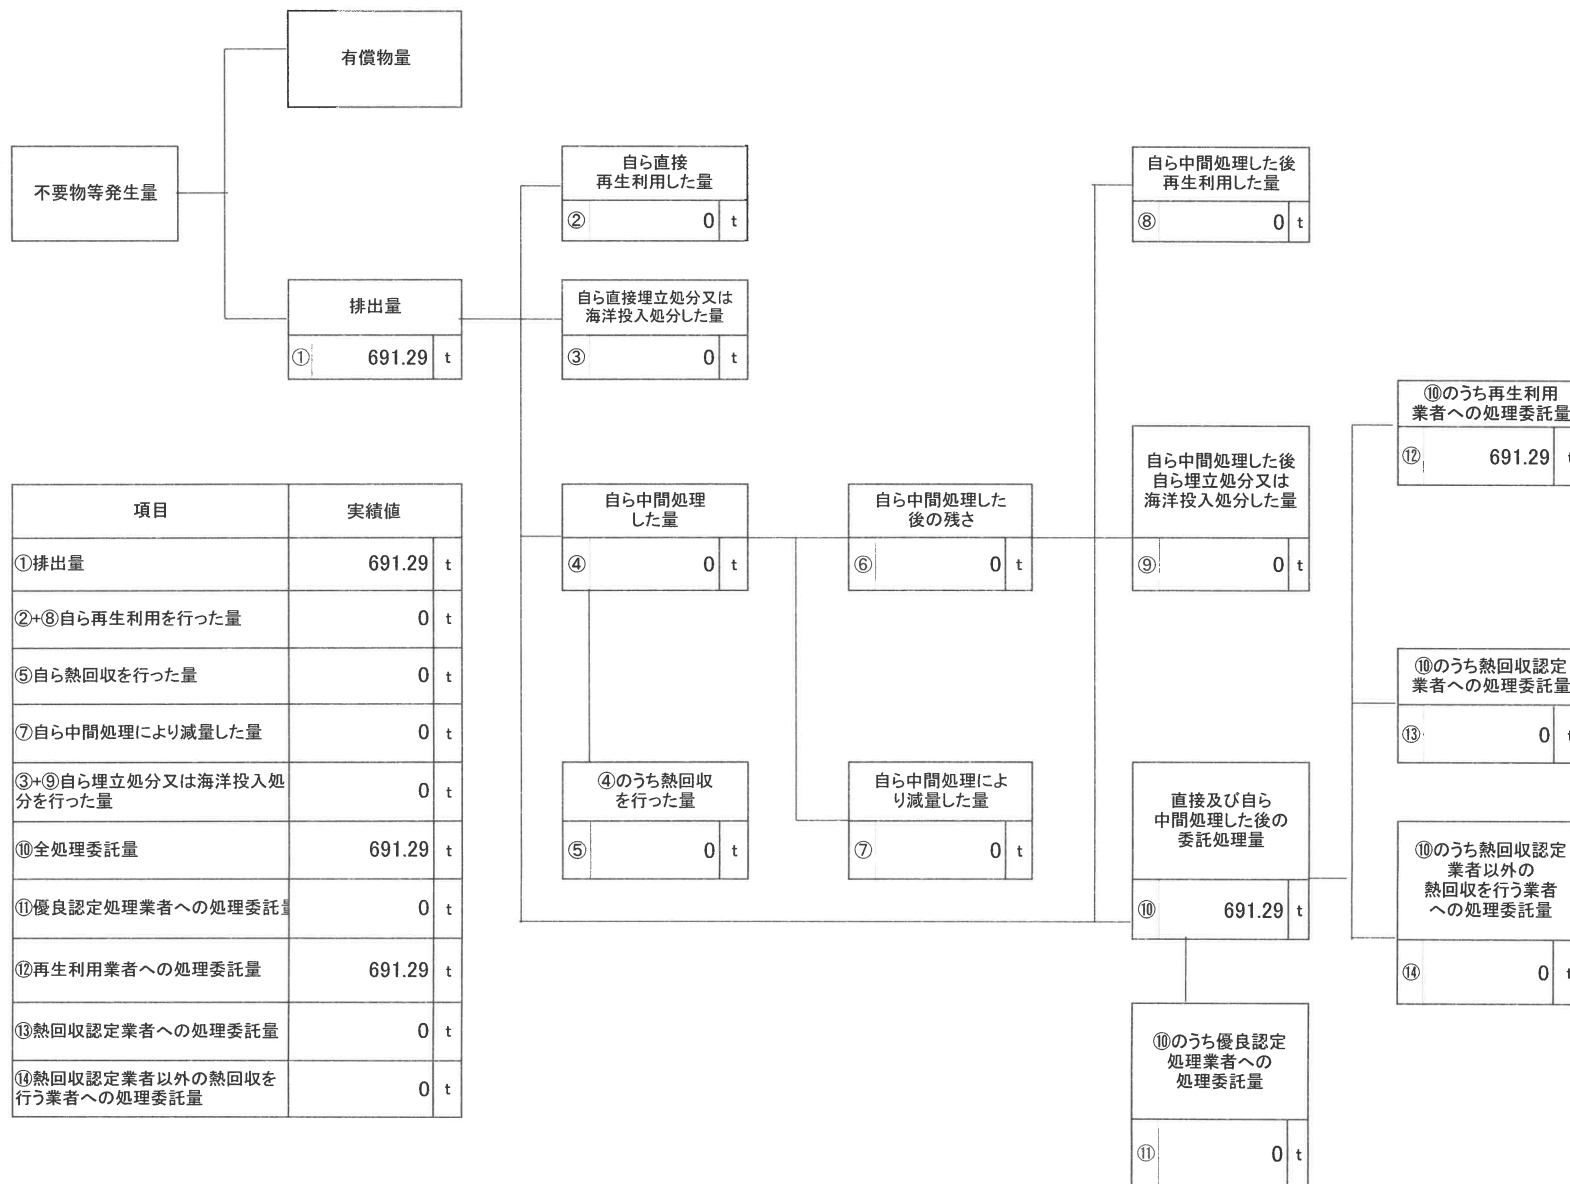 有償物量
不要物等発生量
排出量
① 691.29 t
自ら直接
再生利用した量
② 0 t
自ら直接埋立処分又は
海洋投入処分した量
③ 0 t
自ら中間処理
した量
④ 0 t
④のうち熱回収
を行った量
⑤ 0 t
自ら中間処理した
後の残さ
⑥ 0 t
自ら中間処理によ
り減量した量
⑦ 0 t
自ら中間処理した後
再生利用した量
⑧ 0 t
自ら中間処理した後
自ら埋立処分又は
海洋投入処分した量
⑨ 0 t
直接及び自ら
中間処理した後の
委託処理量
⑩ 691.29 t
⑩のうち優良認定
処理業者への
処理委託量
⑪ 0 t
⑩のうち再生利用
業者への処理委託量
⑫ 691.29 t
⑩のうち熱回収認定
業者への処理委託量
⑬ 0 t
⑩のうち熱回収認定
業者以外の
熱回収を行う業者
への処理委託量
⑭ 0 t
項目 実績値
①排出量 691.29 t
②+⑧自ら再生利用を行った量 0 t
⑤自ら熱回収を行った量 0 t
⑦自ら中間処理により減量した量 0 t
③+⑨自ら埋立処分又は海洋投入処
分を行った量 0 t
⑩全処理委託量 691.29 t
⑪優良認定処理業者への処理委託量 0 t
⑫再生利用業者への処理委託量 691.29 t
⑬熱回収認定業者への処理委託量 0 t
⑭熱回収認定業者以外の熱回収を
行う業者への処理委託量 0 t